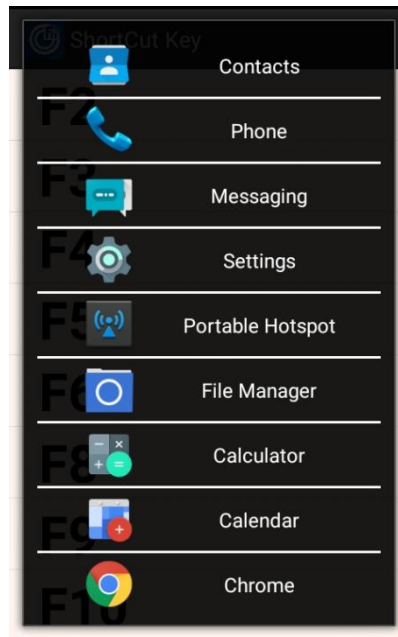 ShortCut Key
Contacts
F2
Phone
F3
Messaging
F4
Settings
F5
Portable Hotspot
F6
File Manager
F8
Calculator
F9
Calendar
F10
Chrome